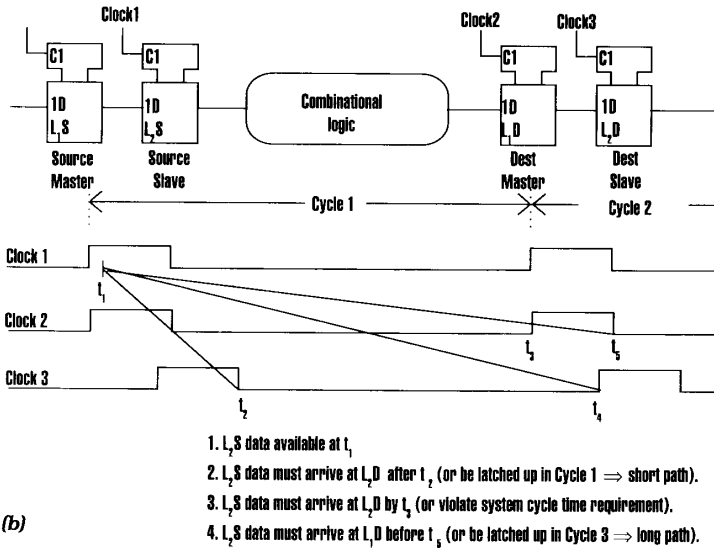 Clock1
Clock2
Clock3
C1
C1
C1
C1
Combinational
logic
1D
L₁S
1D
L₂S
1D
L₁D
1D
L₂D
Source
Master
Source
Slave
Dest
Master
Dest
Slave
Cycle 1
Cycle 2
Clock 1
t₁
Clock 2
t₃
t₅
Clock 3
t₂
t₄
1. L₂S data available at t₁
2. L₂S data must arrive at L₂D after t₂ (or be latched up in Cycle 1 ⇒ short path).
3. L₂S data must arrive at L₂D by t₃ (or violate system cycle time requirement).
4. L₂S data must arrive at L₁D before t₅ (or be latched up in Cycle 3 ⇒ long path).
(b)